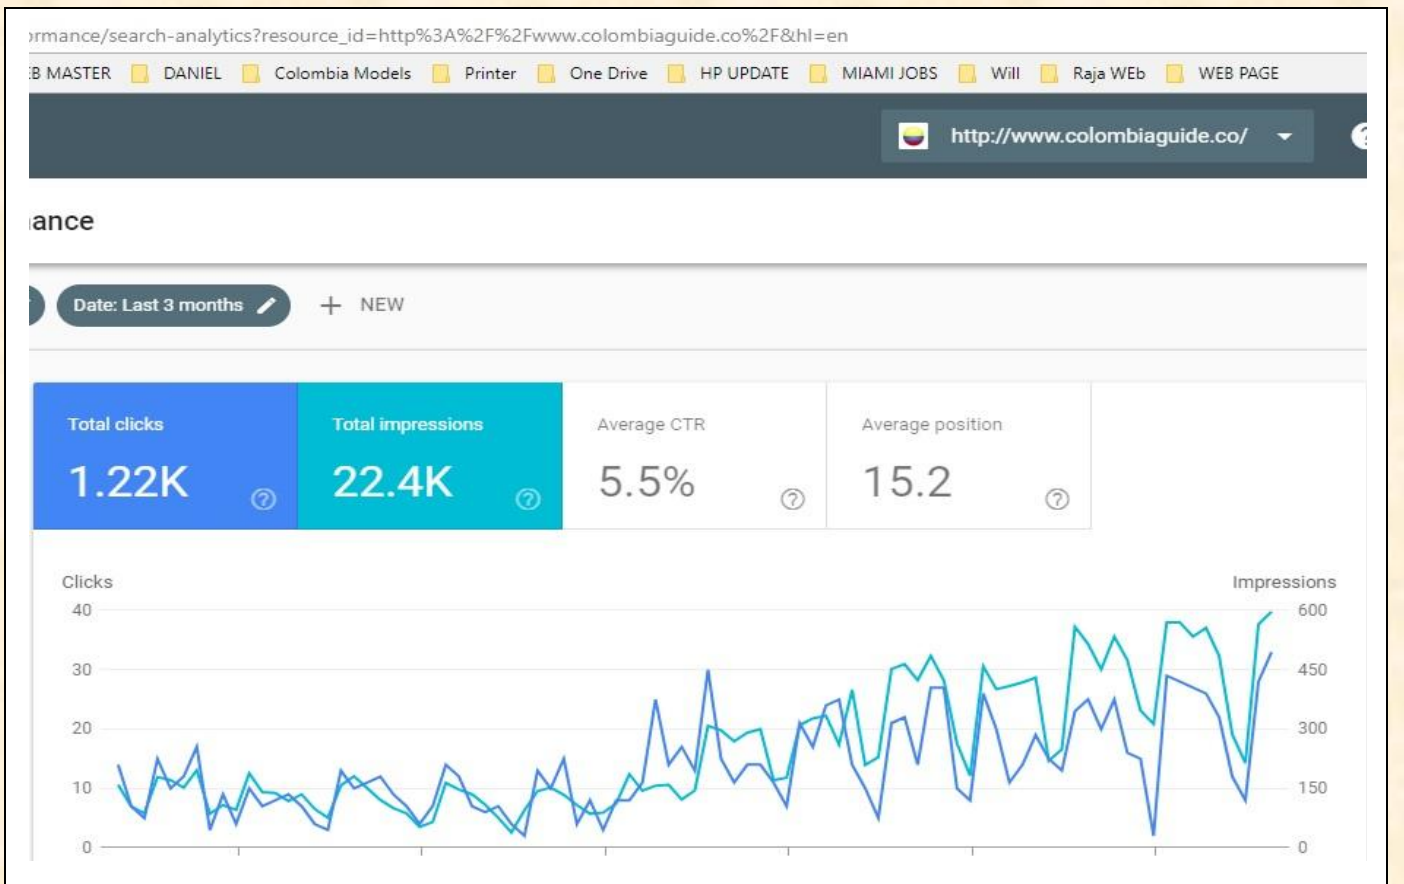 ormance/search-analytics?resource_id=http%3A%2F%2Fwww.colombiaguide.co%2F&hl=en
EB MASTER DANIEL Colombia Models Printer One Drive HP UPDATE MIAMI JOBS Will Raja WEb WEB PAGE
http://www.colombiaguide.co/
ance
Date: Last 3 months + NEW
Total clicks Total impressions Average CTR Average position
1.22K 22.4K 5.5% 15.2
Clicks Impressions
40 600
30 450
20 300
10 150
0 0